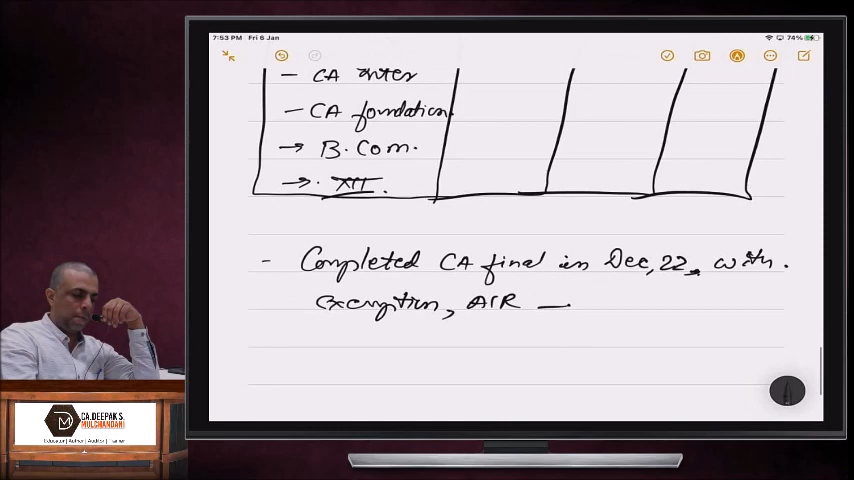 7:53 PM Fri 6 Jan
74%
- CA Inter
- CA foundation.
→ B.Com.
→ XII.
- Completed CA final in Dec, 22, with.
exemption, AIR —
CA.DEEPAK S.
MULCHANDANI
Educator | Author | Auditor | Trainer